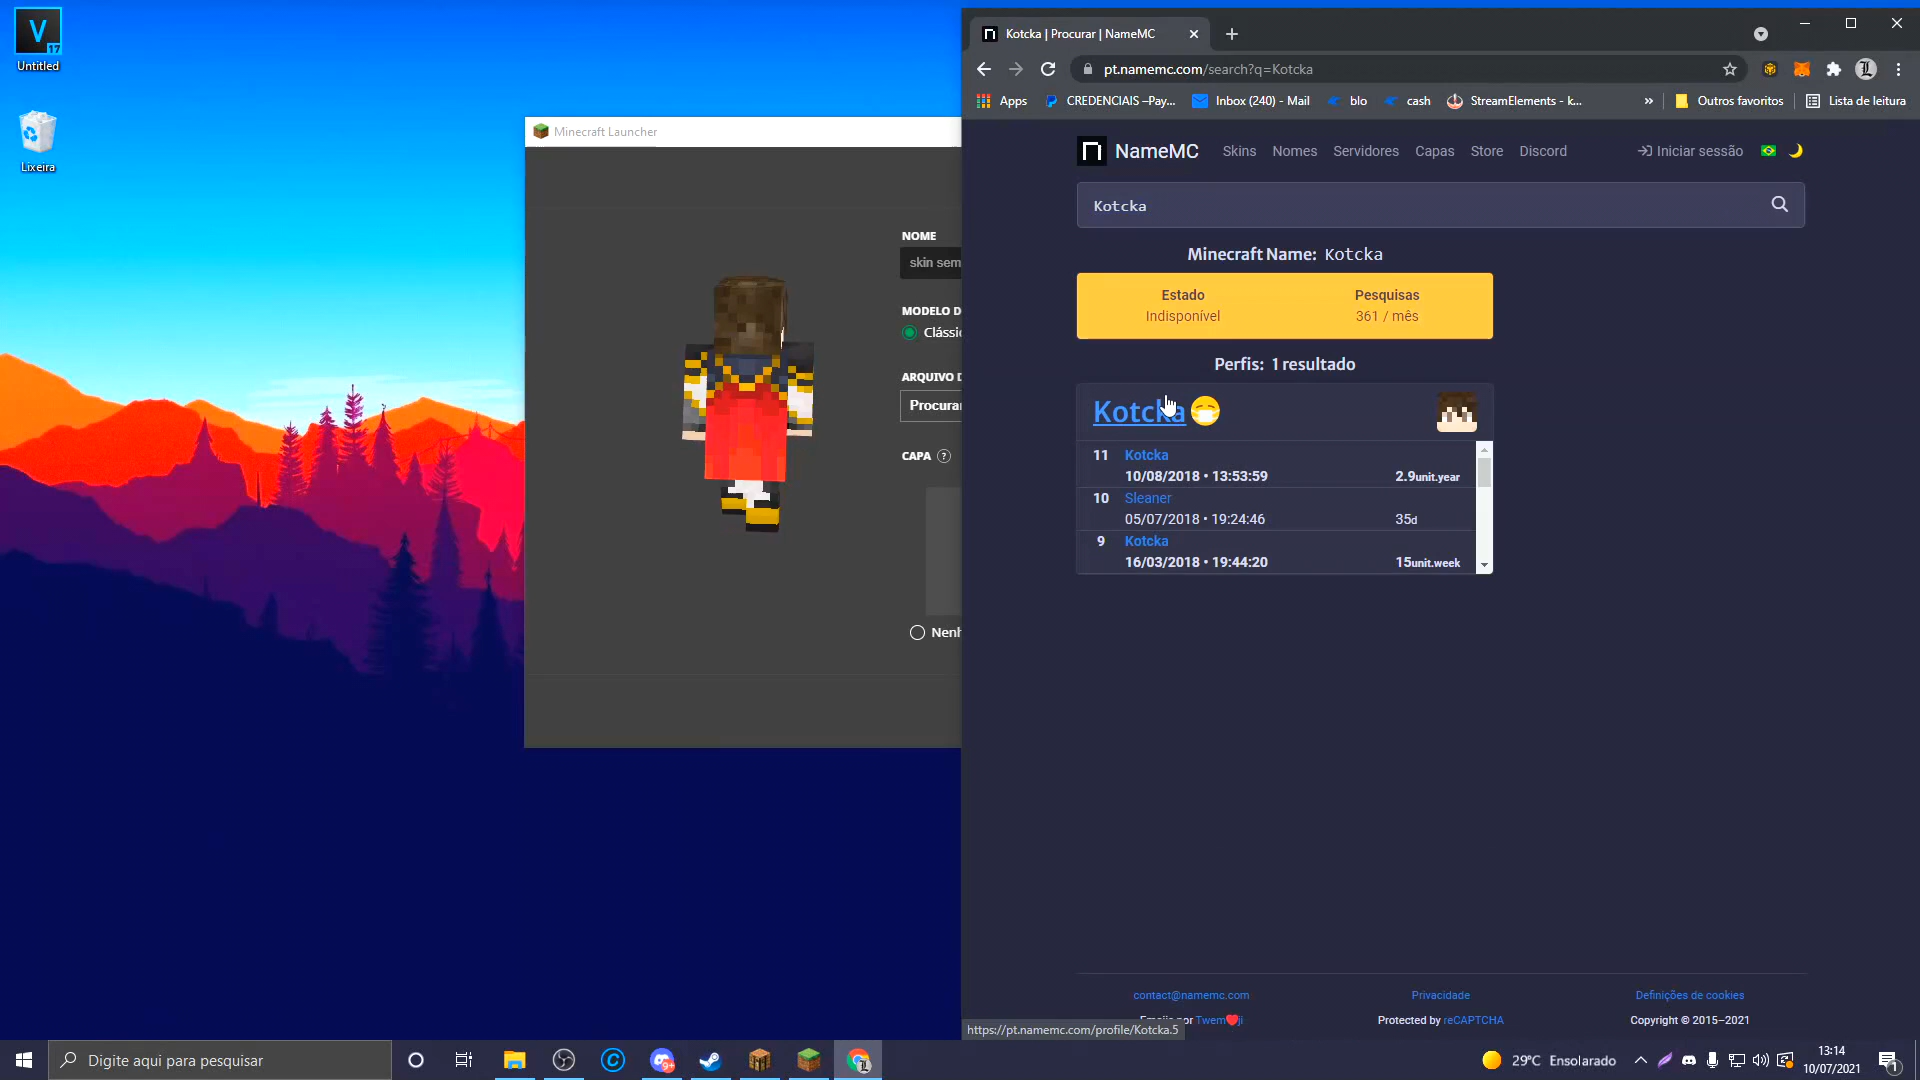 Untitled
Lixeira
Minecraft Launcher
NOME
skin sem
MODELO D
Clássic
ARQUIVO D
Procurar
CAPA ?
Nenh
Kotcka | Procurar | NameMC
pt.namemc.com/search?q=Kotcka
Apps CREDENCIAIS –Pay... Inbox (240) - Mail blo cash StreamElements - k... » Outros favoritos Lista de leitura
NameMC Skins Nomes Servidores Capas Store Discord Iniciar sessão
Kotcka
Minecraft Name: Kotcka
Estado Pesquisas
Indisponível 361 / mês
Perfis: 1 resultado
Kotcka
11 Kotcka
10/08/2018 • 13:53:59 2.9unit.year
10 Sleaner
05/07/2018 • 19:24:46 35d
9 Kotcka
16/03/2018 • 19:44:20 15unit.week
contact@namemc.com Privacidade Definições de cookies
Emojis por Twem❤ji Protected by reCAPTCHA Copyright © 2015–2021
https://pt.namemc.com/profile/Kotcka.5
Digite aqui para pesquisar
29°C Ensolarado
13:14
10/07/2021